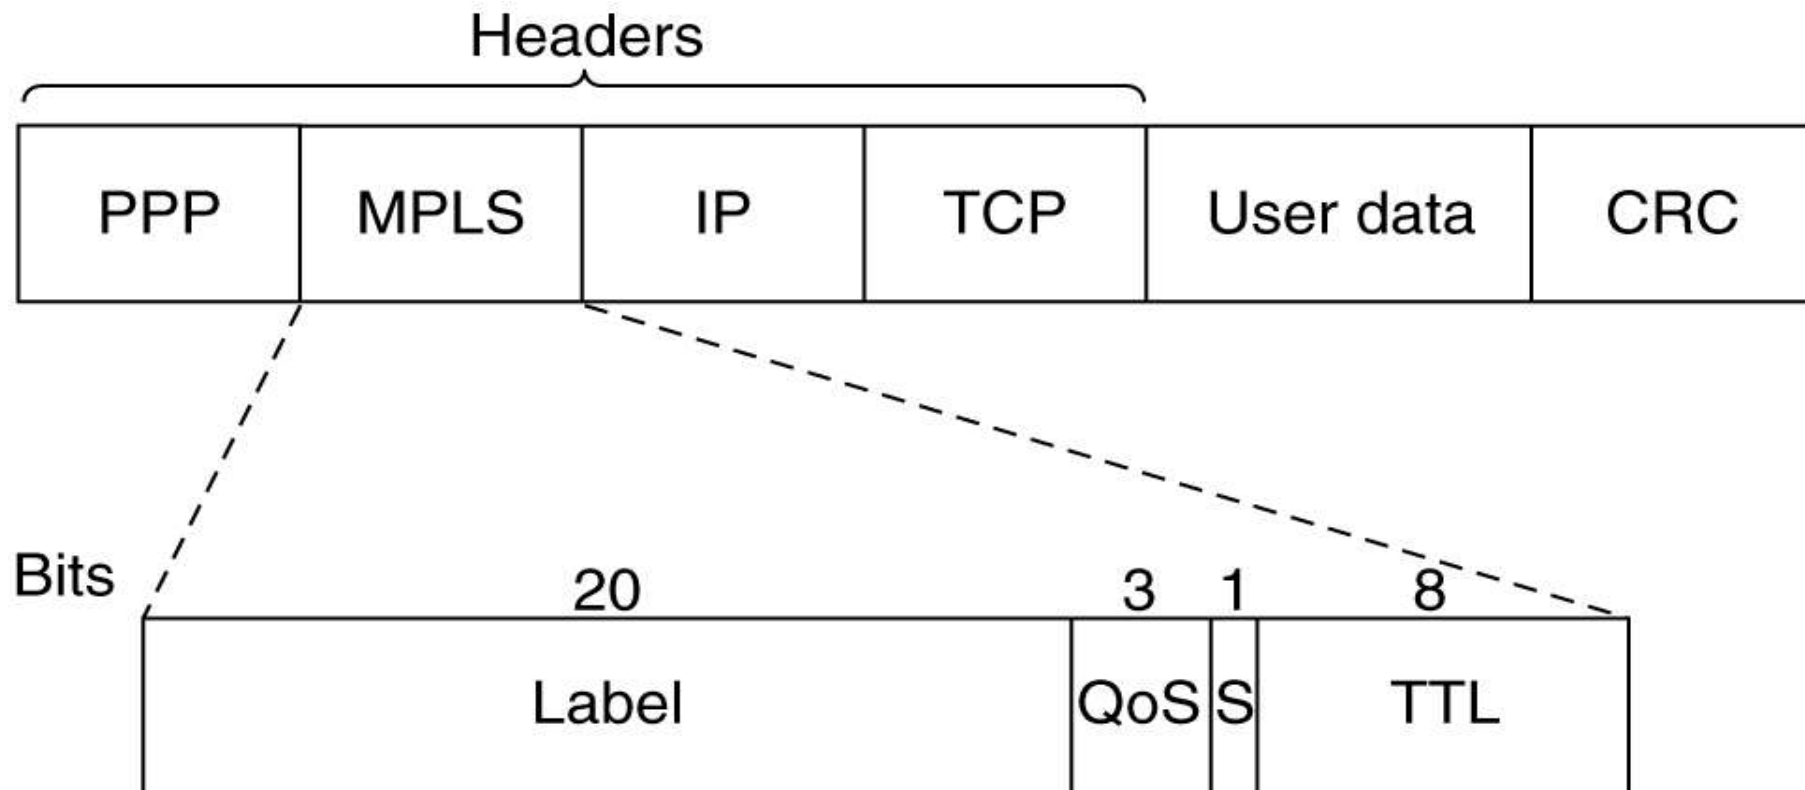 Headers
PPP MPLS IP TCP User data CRC
Bits 20 3 1 8
Label QoS S TTL